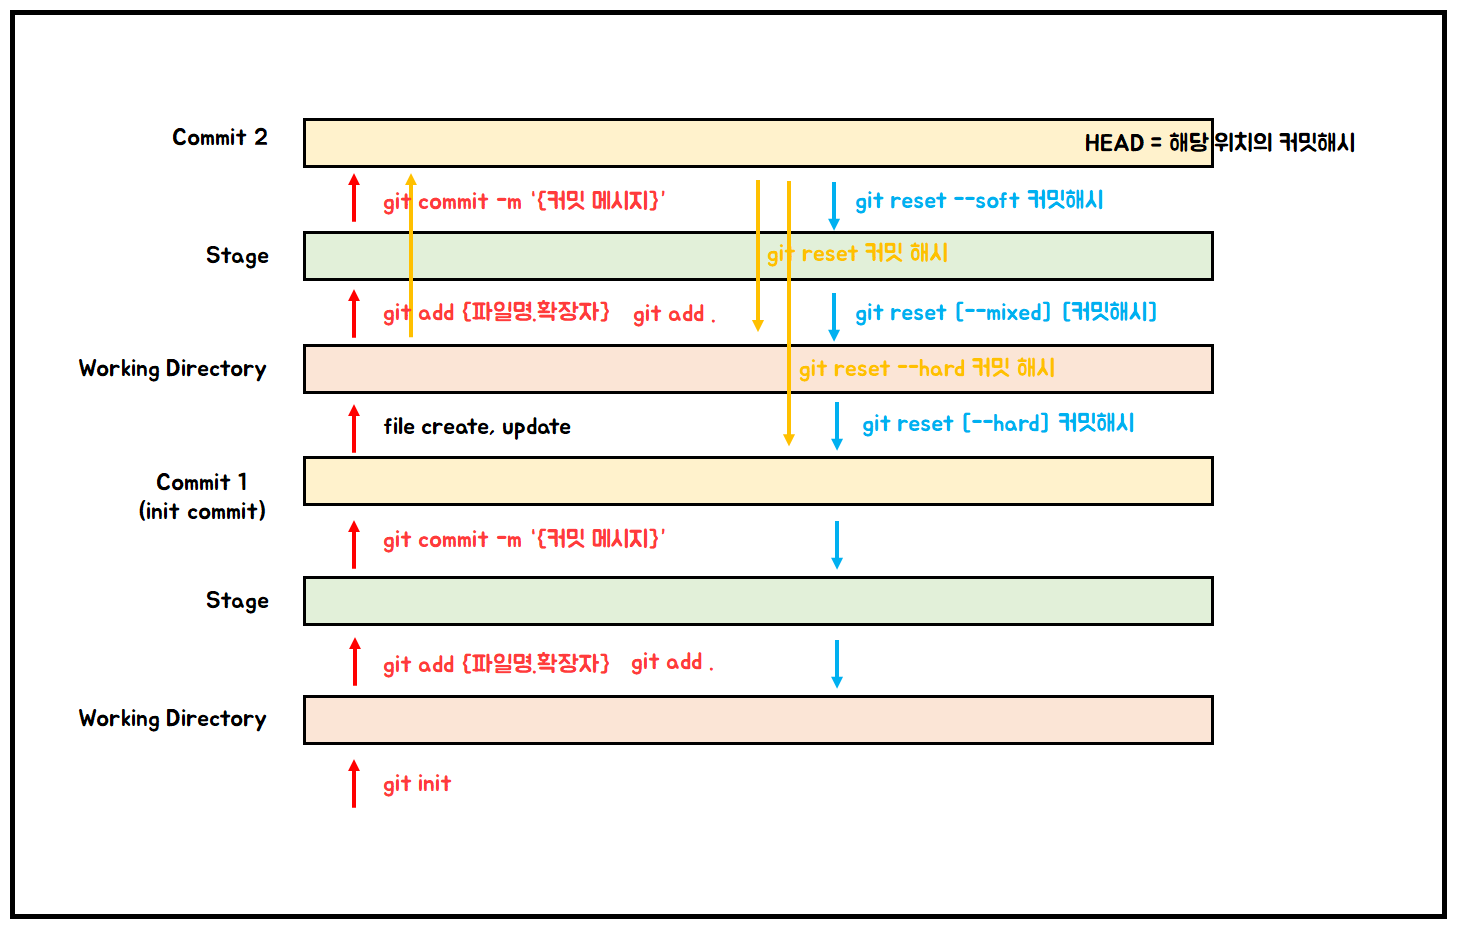 Commit 2
HEAD = 해당 위치의 커밋해시
git commit -m '{커밋 메시지}'
git reset --soft 커밋해시
Stage
git reset 커밋 해시
git add {파일명.확장자} git add .
git reset [--mixed] [커밋해시]
Working Directory
git reset --hard 커밋 해시
file create, update
git reset [--hard] 커밋해시
Commit 1
(init commit)
git commit -m '{커밋 메시지}'
Stage
git add {파일명.확장자} git add .
Working Directory
git init